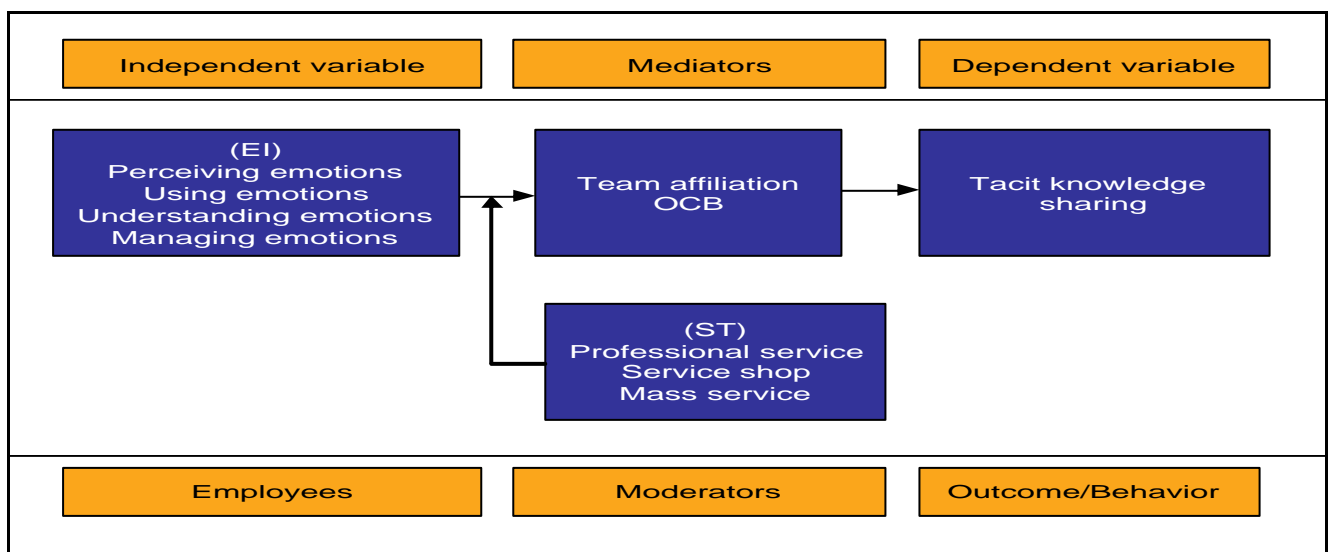 Independent variable
Mediators
Dependent variable
(EI)
Perceiving emotions
Using emotions
Understanding emotions
Managing emotions
Team affiliation
OCB
Tacit knowledge
sharing
(ST)
Professional service
Service shop
Mass service
Employees
Moderators
Outcome/Behavior